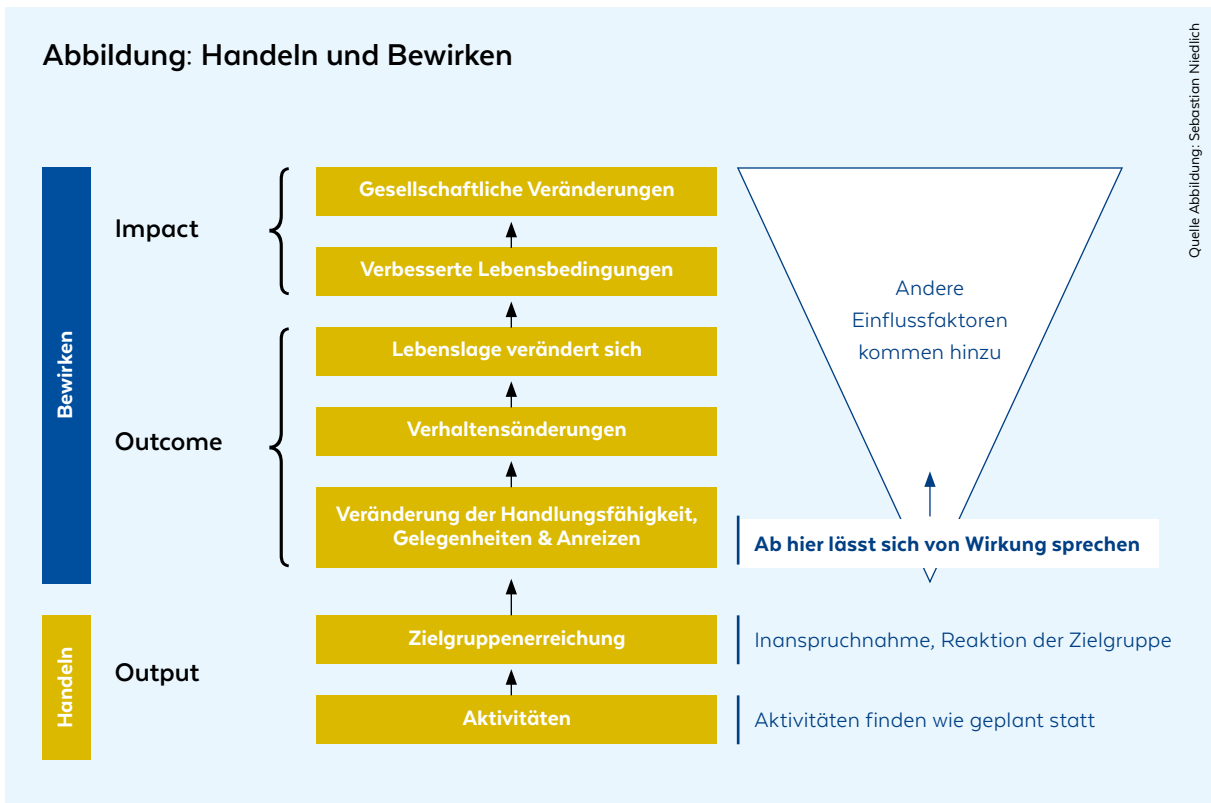 Abbildung: Handeln und Bewirken
Quelle Abbildung: Sebastian Niedlich
Bewirken
Impact
Gesellschaftliche Veränderungen
Verbesserte Lebensbedingungen
Andere
Einflussfaktoren
kommen hinzu
Outcome
Lebenslage verändert sich
Verhaltensänderungen
Veränderung der Handlungsfähigkeit,
Gelegenheiten & Anreizen
Ab hier lässt sich von Wirkung sprechen
Handeln
Output
Zielgruppenerreichung
Inanspruchnahme, Reaktion der Zielgruppe
Aktivitäten
Aktivitäten finden wie geplant statt